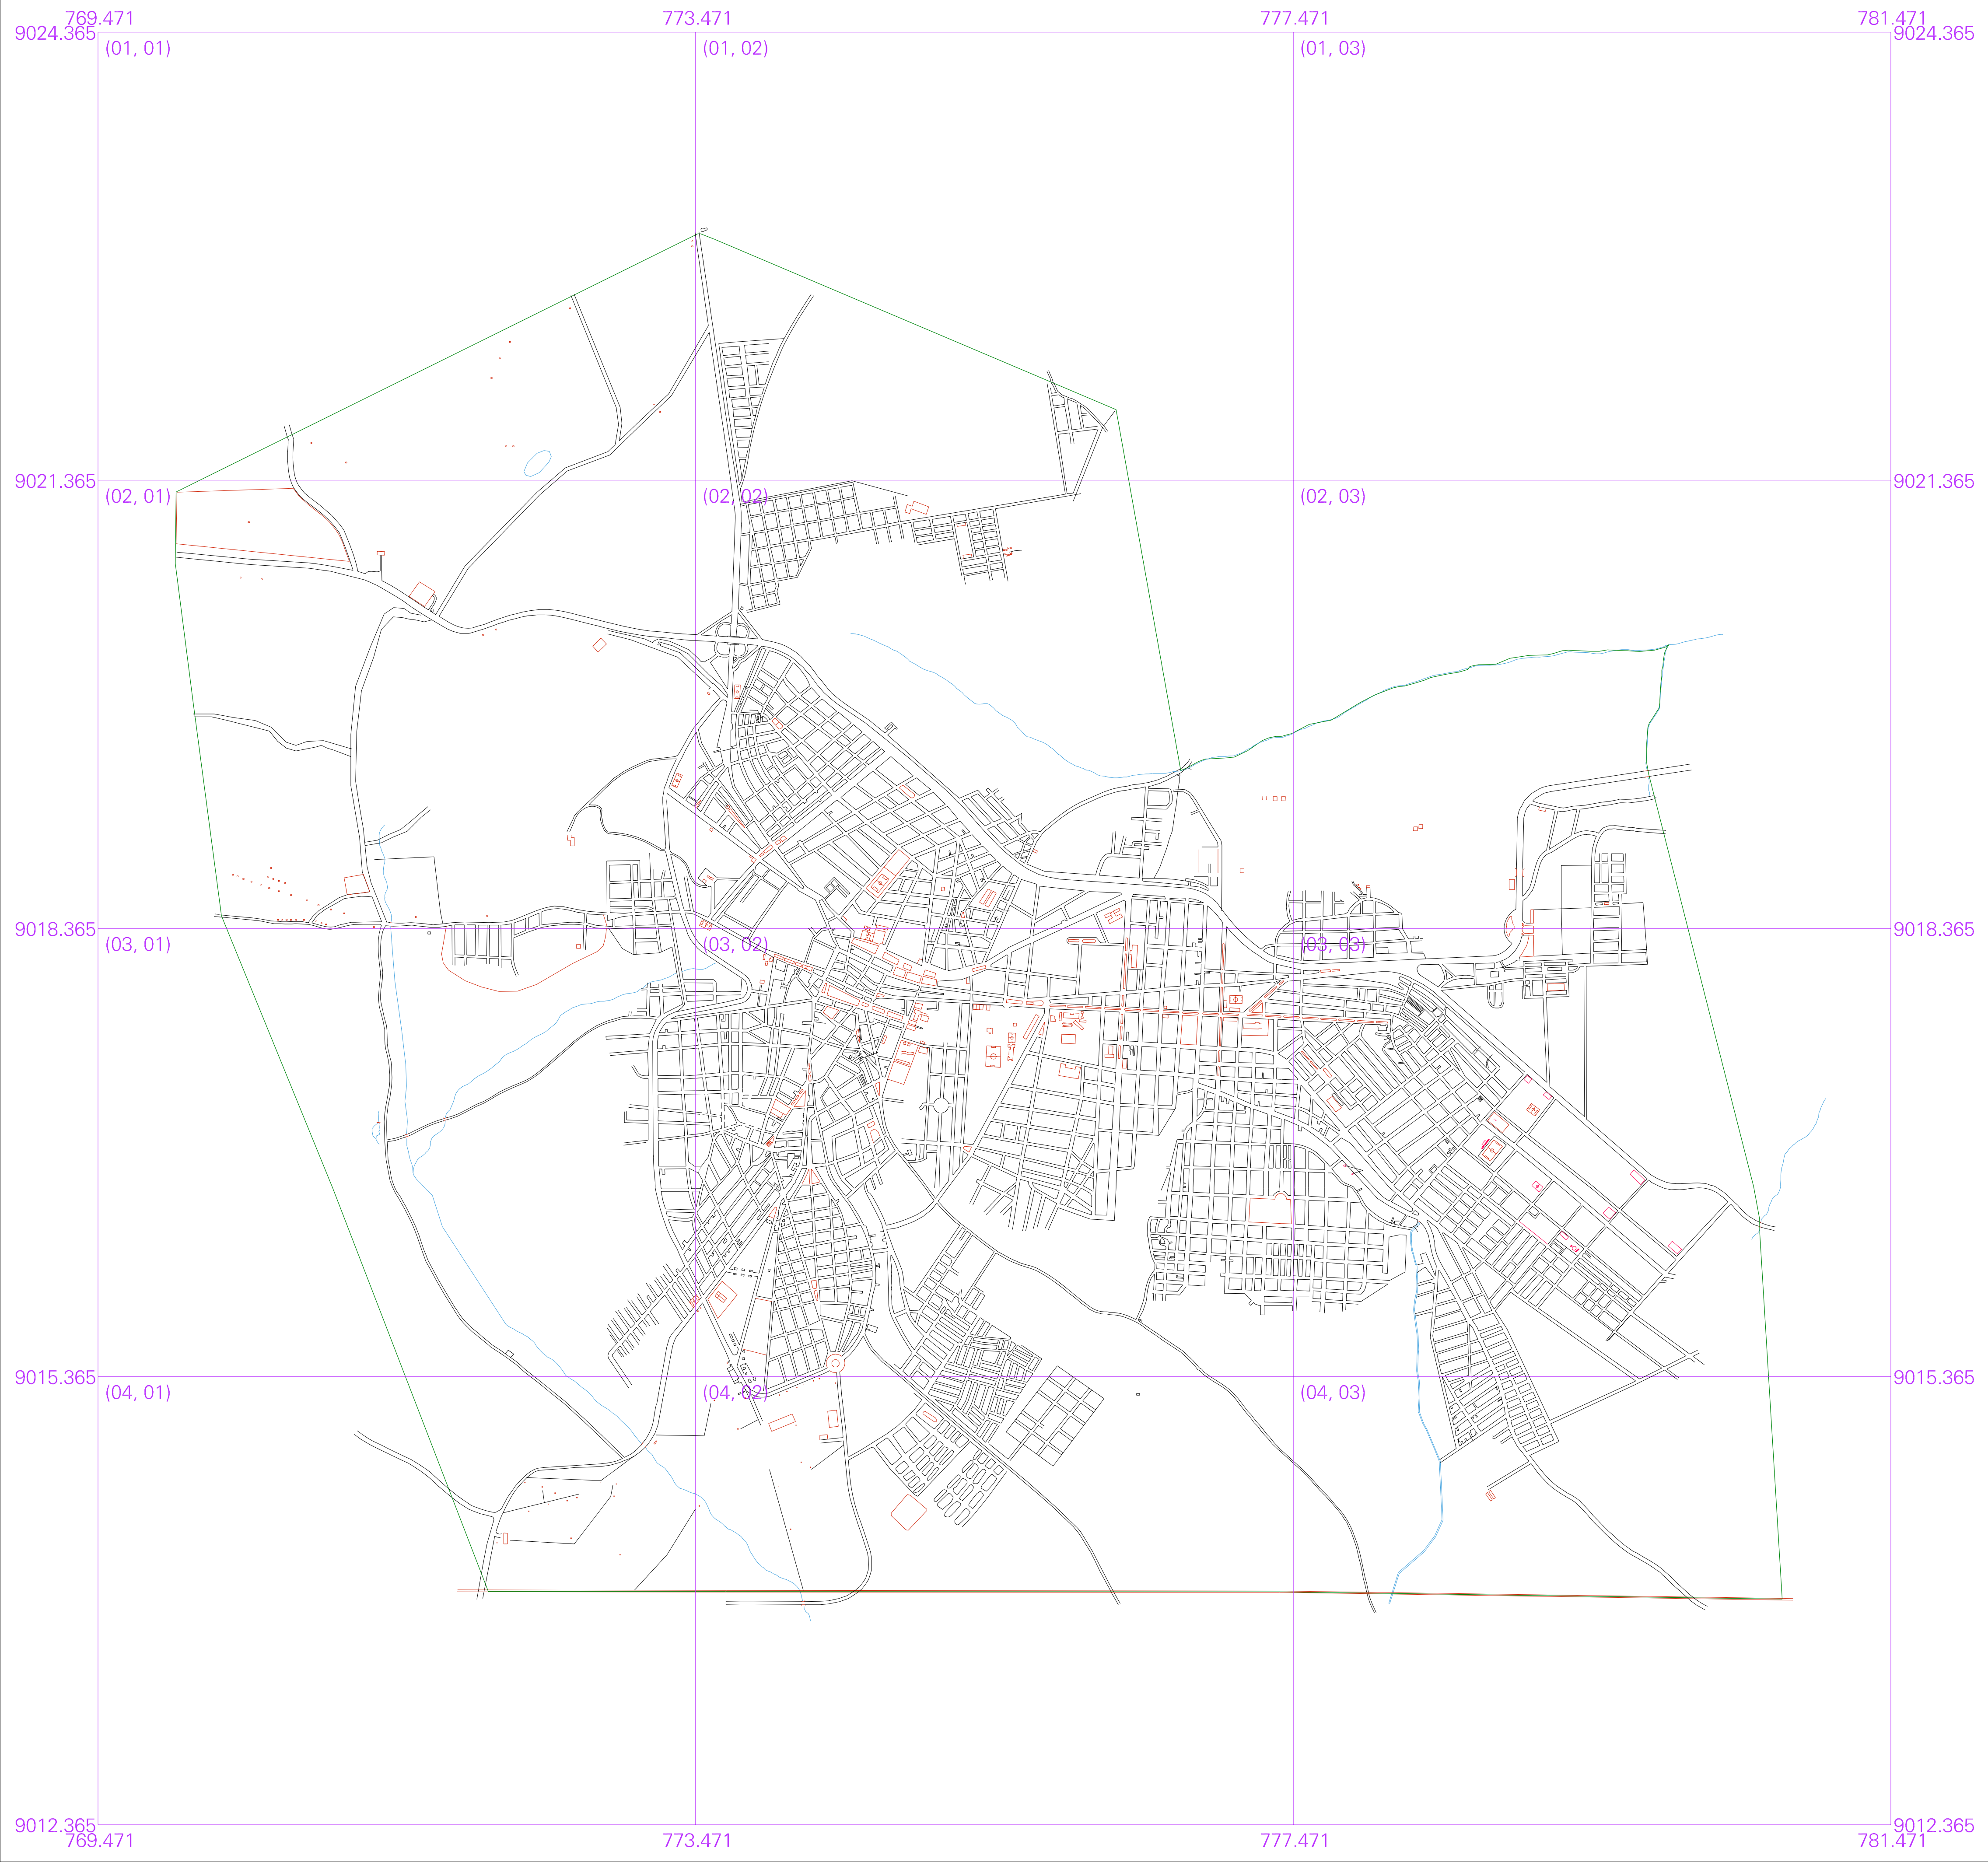 769.471 773.471 777.471 781.471
9024.365 9024.365
(01, 01) (01, 02) (01, 03)
9021.365 9021.365
(02, 01) (02, 02) (02, 03)
9018.365 9018.365
(03, 01) (03, 02) (03, 03)
9015.365 9015.365
(04, 01) (04, 02) (04, 03)
9012.365 9012.365
769.471 773.471 777.471 781.471